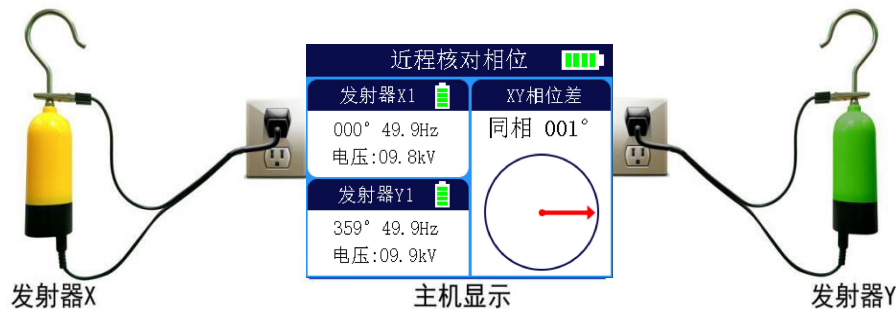 近程核对相位
发射器X1
000° 49.9Hz
电压:09.8kV
发射器Y1
359° 49.9Hz
电压:09.9kV
XY相位差
同相 001°
发射器X
主机显示
发射器Y